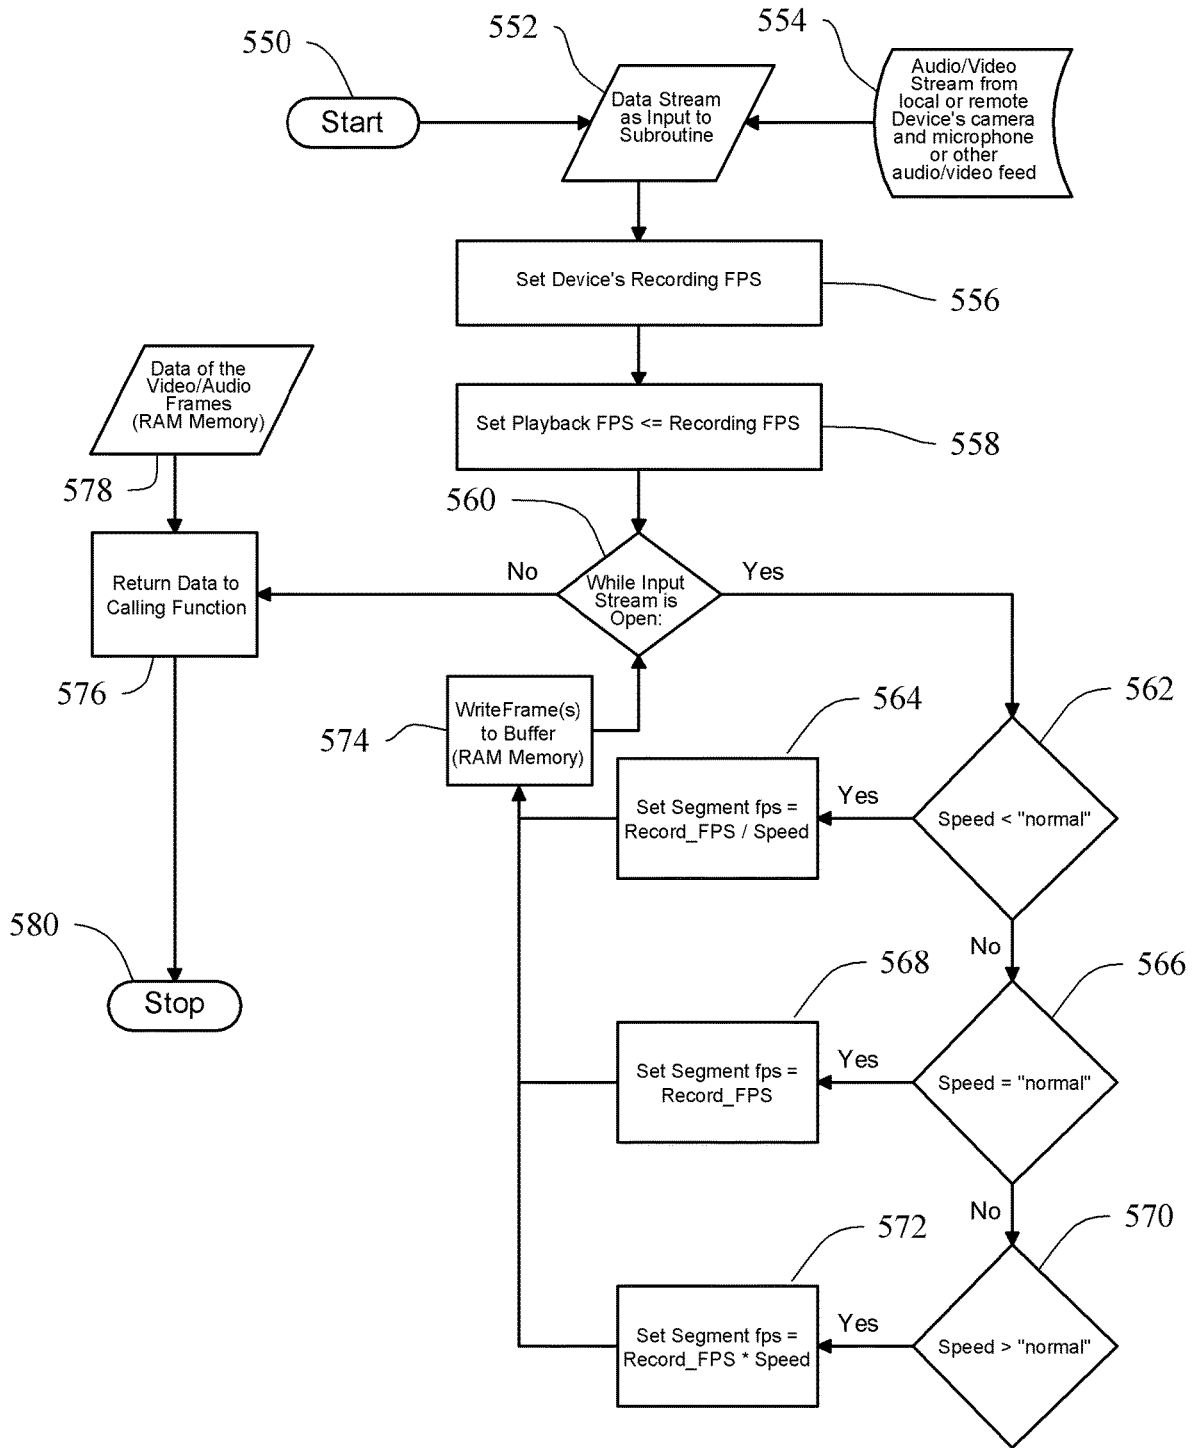 550
552
554
Start
Data Stream
as Input to
Subroutine
Audio/Video
Stream from
local or remote
Device's camera
and microphone
or other
audio/video feed
Set Device's Recording FPS
556
Data of the
Video/Audio
Frames
(RAM Memory)
578
Set Playback FPS <= Recording FPS
558
560
No
Yes
While Input
Stream is
Open:
Return Data to
Calling Function
576
574
WriteFrame(s)
to Buffer
(RAM Memory)
564
562
Set Segment fps =
Record_FPS / Speed
Yes
Speed < "normal"
No
580
Stop
568
566
Set Segment fps =
Record_FPS
Yes
Speed = "normal"
No
572
570
Set Segment fps =
Record_FPS * Speed
Yes
Speed > "normal"